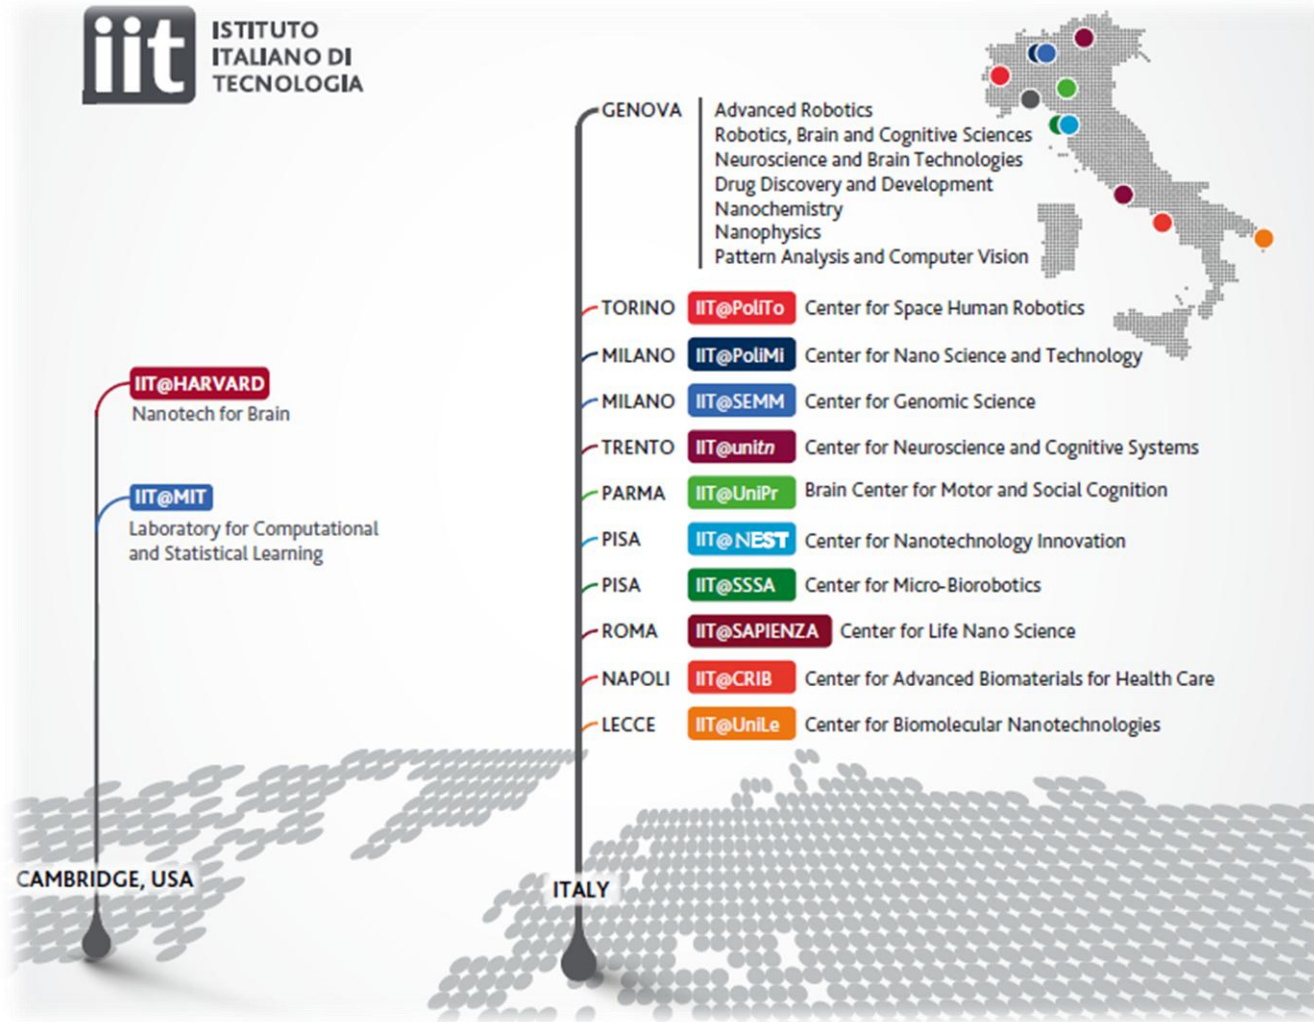 iit
ISTITUTO
ITALIANO DI
TECNOLOGIA
GENOVA
Advanced Robotics
Robotics, Brain and Cognitive Sciences
Neuroscience and Brain Technologies
Drug Discovery and Development
Nanochemistry
Nanophysics
Pattern Analysis and Computer Vision
TORINO IIT@PoliTo Center for Space Human Robotics
MILANO IIT@PoliMi Center for Nano Science and Technology
MILANO IIT@SEMM Center for Genomic Science
TRENTO IIT@unitn Center for Neuroscience and Cognitive Systems
PARMA IIT@UniPr Brain Center for Motor and Social Cognition
PISA IIT@NEST Center for Nanotechnology Innovation
PISA IIT@SSSA Center for Micro-Biorobotics
ROMA IIT@SAPIENZA Center for Life Nano Science
NAPOLI IIT@CRIB Center for Advanced Biomaterials for Health Care
LECCE IIT@UniLe Center for Biomolecular Nanotechnologies
IIT@HARVARD
Nanotech for Brain
IIT@MIT
Laboratory for Computational
and Statistical Learning
CAMBRIDGE, USA
ITALY